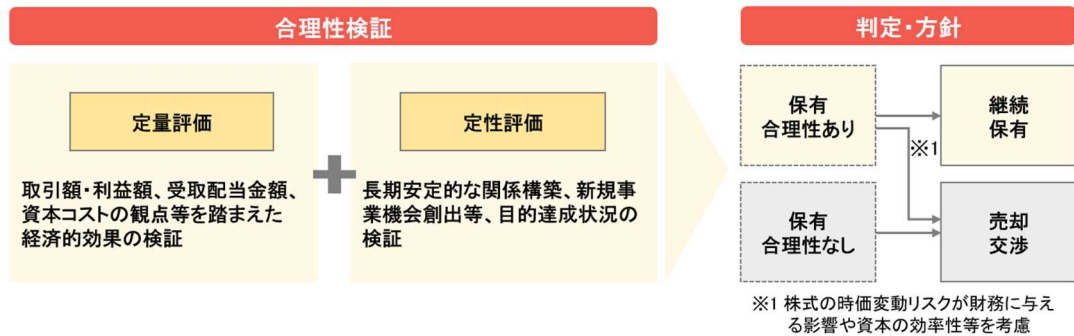 合理性検証
定量評価
取引額・利益額、受取配当金額、
資本コストの観点等を踏まえた
経済的効果の検証
定性評価
長期安定的な関係構築、新規事
業機会創出等、目的達成状況の
検証
判定・方針
保有
合理性あり
継続
保有
※1
保有
合理性なし
売却
交渉
※1 株式の時価変動リスクが財務に与え
る影響や資本の効率性等を考慮